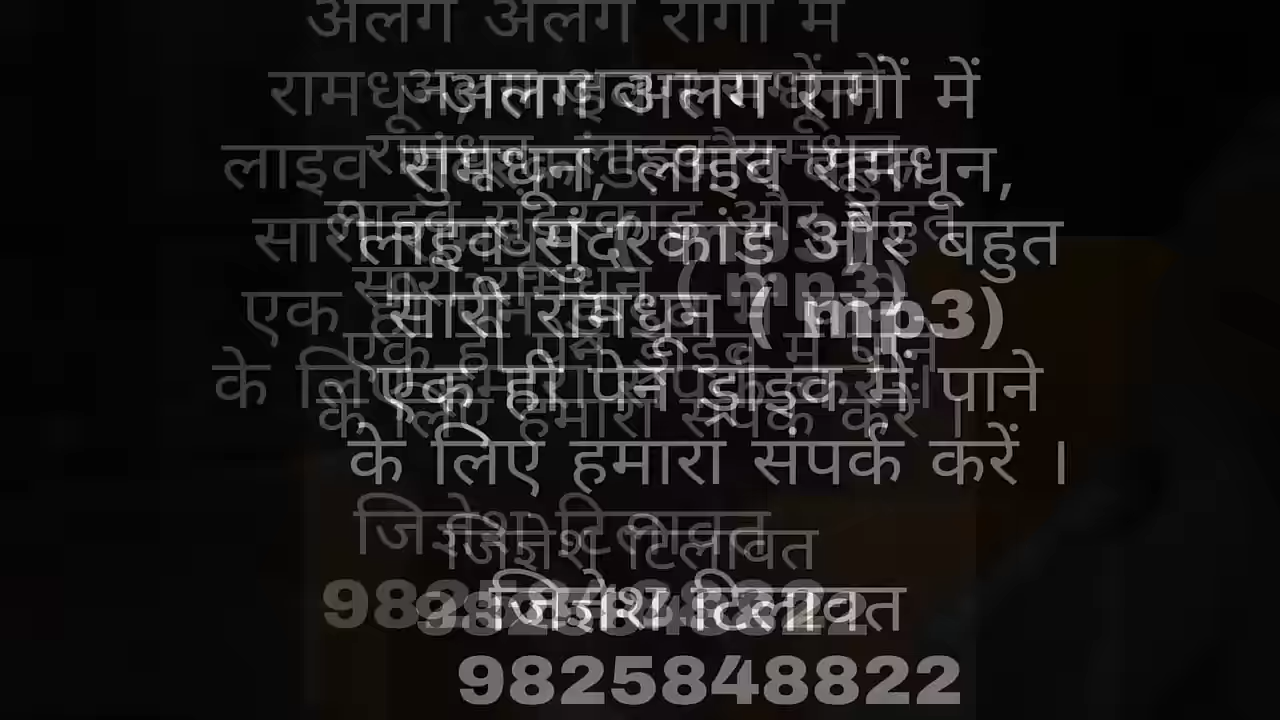 अलग अलग रागों में
रामधून, लाइव रामधून,
लाइव सुंदरकांड और बहुत
सारी रामधून ( mp3)
एक ही पेन ड्राइव में पाने
के लिए हमारा संपर्क करें ।
जिज्ञेश टिलावत
9825848822